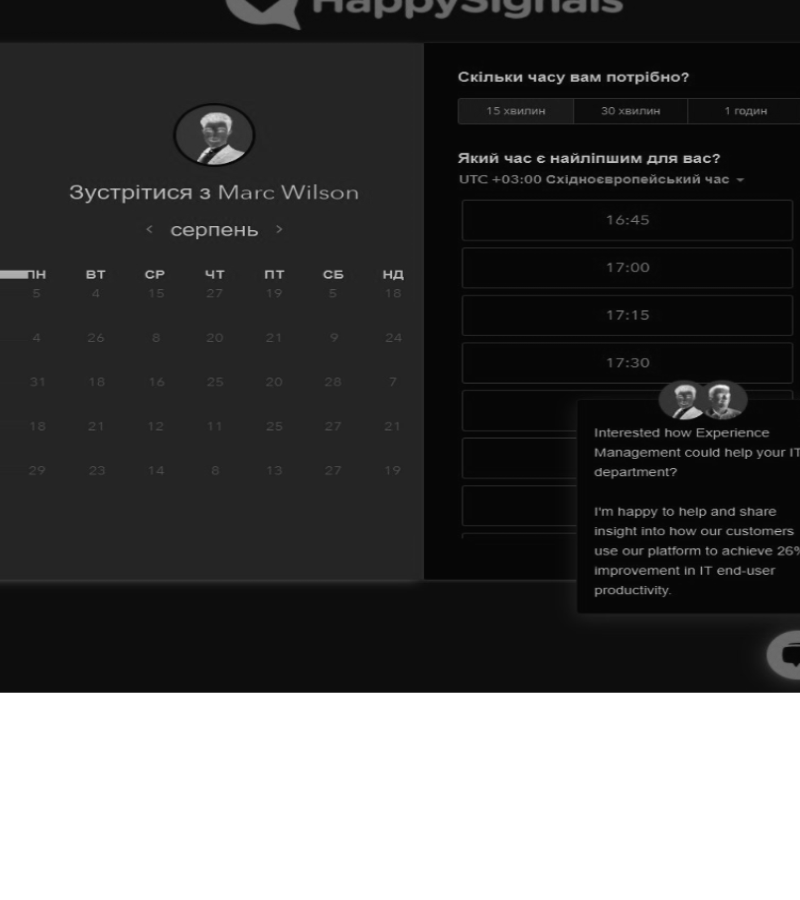 HappySignals
Зустрітися з Marc Wilson
серпень
ПН ВТ СР ЧТ ПТ СБ НД
5 4 15 27 19 5 18
4 26 8 20 21 9 24
31 18 16 25 20 28 7
18 21 12 11 25 27 21
29 23 14 8 13 27 19
Скільки часу вам потрібно?
15 хвилин 30 хвилин 1 годин
Який час є найліпшим для вас?
UTC +03:00 Східноєвропейський час
16:45
17:00
17:15
17:30
Interested how Experience
Management could help your IT
department?
I'm happy to help and share
insight into how our customers
use our platform to achieve 26%
improvement in IT end-user
productivity.